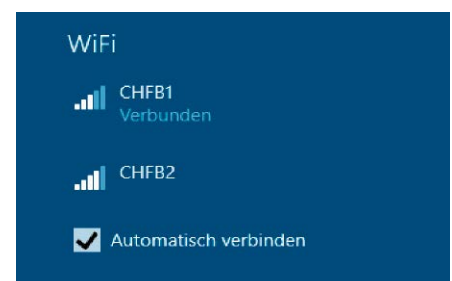 WiFi
CHFB1
Verbunden
CHFB2
Automatisch verbinden